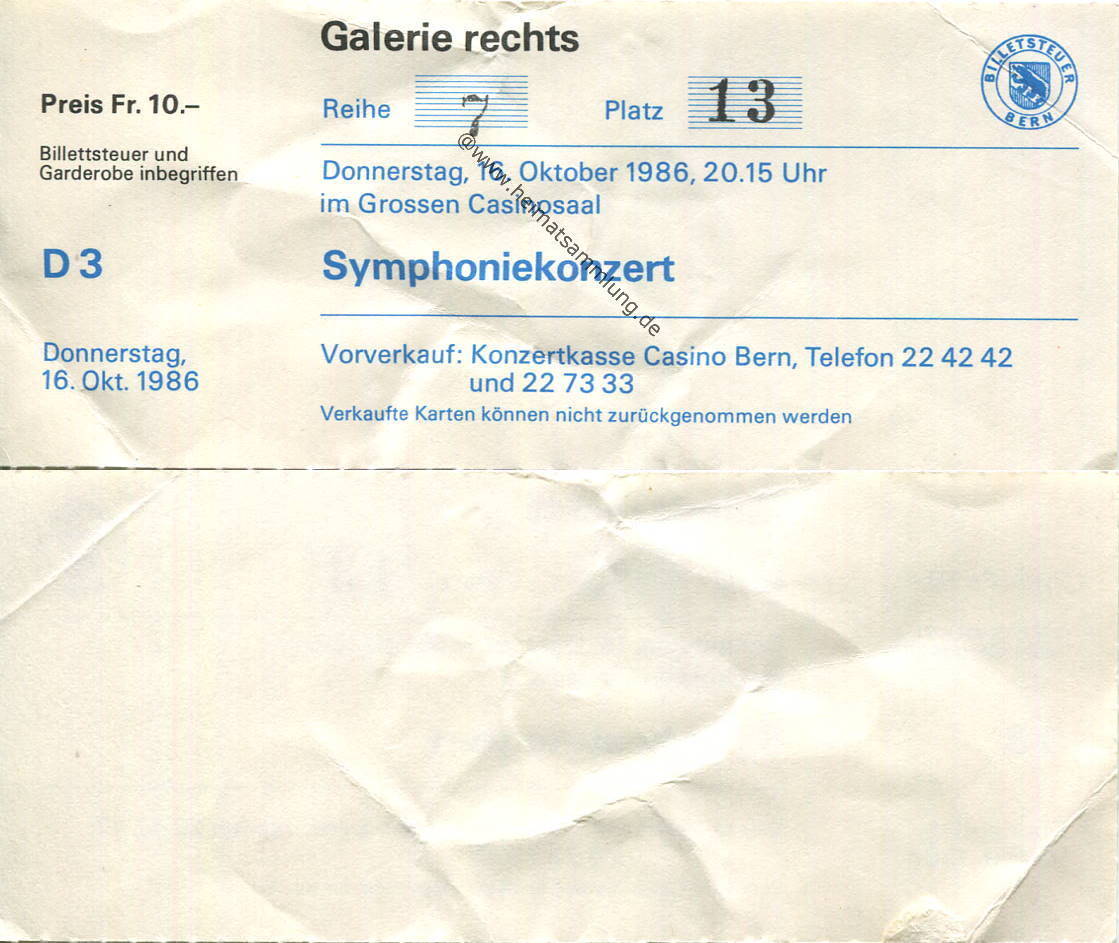 Galerie rechts
Preis Fr. 10.–
Reihe 7 Platz 13
BILLETSTEUER
BERN
Billettsteuer und
Garderobe inbegriffen
Donnerstag, 16. Oktober 1986, 20.15 Uhr
im Grossen Casinosaal
D 3
Symphoniekonzert
Donnerstag,
16. Okt. 1986
Vorverkauf: Konzertkasse Casino Bern, Telefon 22 42 42
und 22 73 33
Verkaufte Karten können nicht zurückgenommen werden
@www.heimatsammlung.de